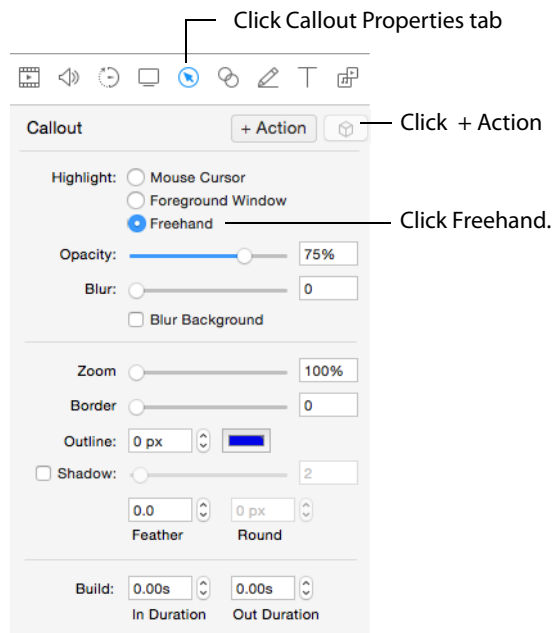 Click Callout Properties tab
Callout
+ Action
Click + Action
Highlight:
Mouse Cursor
Foreground Window
Freehand
Click Freehand.
Opacity:
75%
Blur:
0
Blur Background
Zoom
100%
Border
0
Outline:
0 px
Shadow:
2
0.0
0 px
Feather
Round
Build:
0.00s
0.00s
In Duration
Out Duration